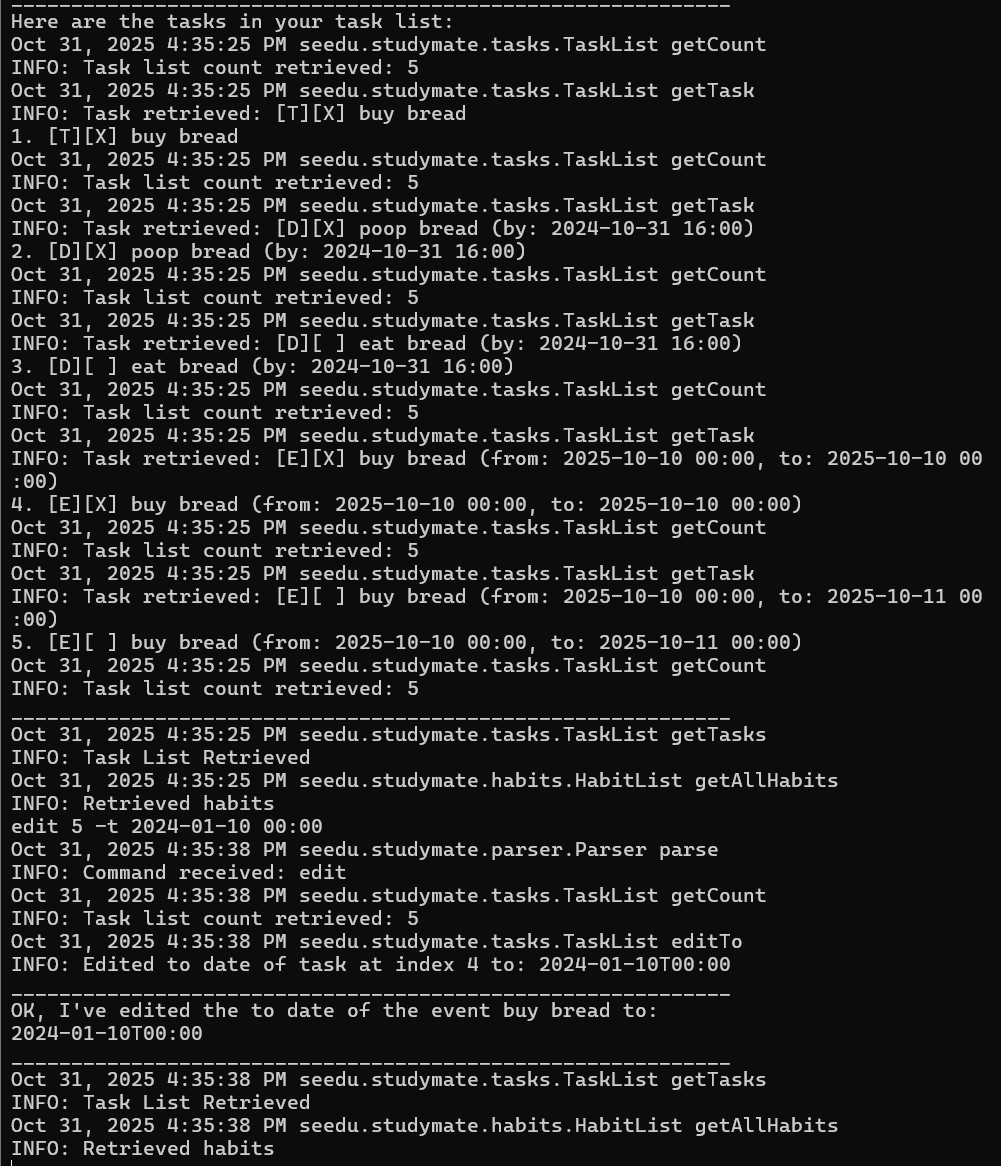 ____________________________________________________________
Here are the tasks in your task list:
Oct 31, 2025 4:35:25 PM seedu.studymate.tasks.TaskList getCount
INFO: Task list count retrieved: 5
Oct 31, 2025 4:35:25 PM seedu.studymate.tasks.TaskList getTask
INFO: Task retrieved: [T][X] buy bread
1. [T][X] buy bread
Oct 31, 2025 4:35:25 PM seedu.studymate.tasks.TaskList getCount
INFO: Task list count retrieved: 5
Oct 31, 2025 4:35:25 PM seedu.studymate.tasks.TaskList getTask
INFO: Task retrieved: [D][X] poop bread (by: 2024-10-31 16:00)
2. [D][X] poop bread (by: 2024-10-31 16:00)
Oct 31, 2025 4:35:25 PM seedu.studymate.tasks.TaskList getCount
INFO: Task list count retrieved: 5
Oct 31, 2025 4:35:25 PM seedu.studymate.tasks.TaskList getTask
INFO: Task retrieved: [D][ ] eat bread (by: 2024-10-31 16:00)
3. [D][ ] eat bread (by: 2024-10-31 16:00)
Oct 31, 2025 4:35:25 PM seedu.studymate.tasks.TaskList getCount
INFO: Task list count retrieved: 5
Oct 31, 2025 4:35:25 PM seedu.studymate.tasks.TaskList getTask
INFO: Task retrieved: [E][X] buy bread (from: 2025-10-10 00:00, to: 2025-10-10 00
:00)
4. [E][X] buy bread (from: 2025-10-10 00:00, to: 2025-10-10 00:00)
Oct 31, 2025 4:35:25 PM seedu.studymate.tasks.TaskList getCount
INFO: Task list count retrieved: 5
Oct 31, 2025 4:35:25 PM seedu.studymate.tasks.TaskList getTask
INFO: Task retrieved: [E][ ] buy bread (from: 2025-10-10 00:00, to: 2025-10-11 00
:00)
5. [E][ ] buy bread (from: 2025-10-10 00:00, to: 2025-10-11 00:00)
Oct 31, 2025 4:35:25 PM seedu.studymate.tasks.TaskList getCount
INFO: Task list count retrieved: 5
____________________________________________________________
Oct 31, 2025 4:35:25 PM seedu.studymate.tasks.TaskList getTasks
INFO: Task List Retrieved
Oct 31, 2025 4:35:25 PM seedu.studymate.habits.HabitList getAllHabits
INFO: Retrieved habits
edit 5 -t 2024-01-10 00:00
Oct 31, 2025 4:35:38 PM seedu.studymate.parser.Parser parse
INFO: Command received: edit
Oct 31, 2025 4:35:38 PM seedu.studymate.tasks.TaskList getCount
INFO: Task list count retrieved: 5
Oct 31, 2025 4:35:38 PM seedu.studymate.tasks.TaskList editTo
INFO: Edited to date of task at index 4 to: 2024-01-10T00:00
____________________________________________________________
OK, I've edited the to date of the event buy bread to:
2024-01-10T00:00
____________________________________________________________
Oct 31, 2025 4:35:38 PM seedu.studymate.tasks.TaskList getTasks
INFO: Task List Retrieved
Oct 31, 2025 4:35:38 PM seedu.studymate.habits.HabitList getAllHabits
INFO: Retrieved habits